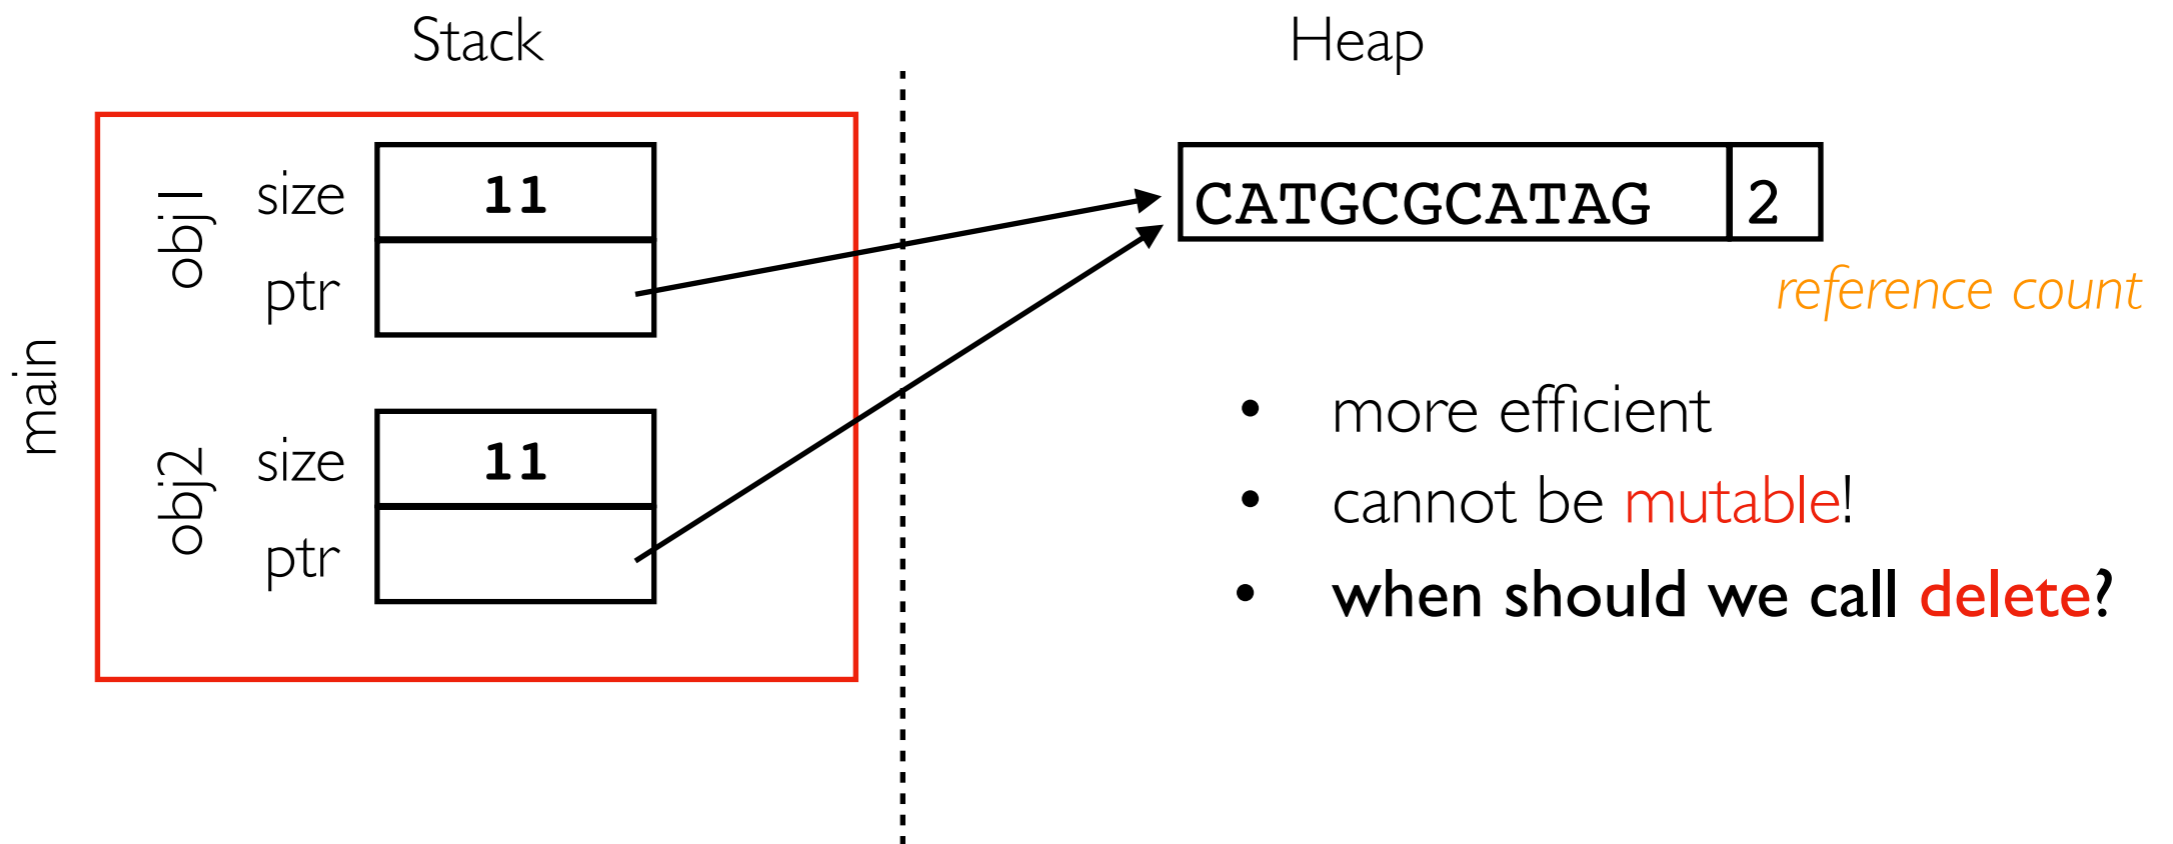 Stack
Heap
main
obj1
size
11
ptr
CATGCGCATAG
2
reference count
obj2
size
11
ptr
• more efficient
• cannot be mutable!
• when should we call delete?